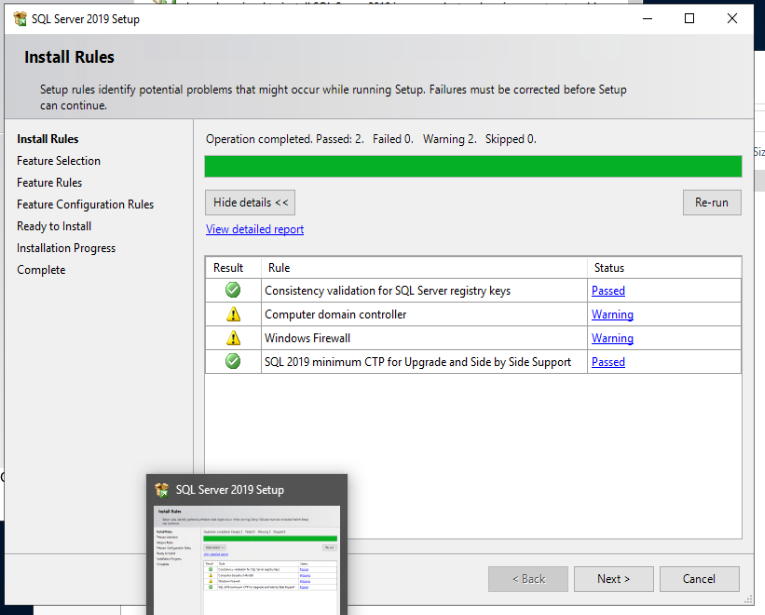 SQL Server 2019 Setup
Install Rules
Setup rules identify potential problems that might occur while running Setup. Failures must be corrected before Setup
can continue.
Install Rules
Feature Selection
Feature Rules
Feature Configuration Rules
Ready to Install
Installation Progress
Complete
Operation completed. Passed: 2.   Failed 0.   Warning 2.   Skipped 0.
Hide details <<
Re-run
View detailed report
Result Rule Status
Consistency validation for SQL Server registry keys Passed
Computer domain controller Warning
Windows Firewall Warning
SQL 2019 minimum CTP for Upgrade and Side by Side Support Passed
< Back
Next >
Cancel
SQL Server 2019 Setup
Install Rules